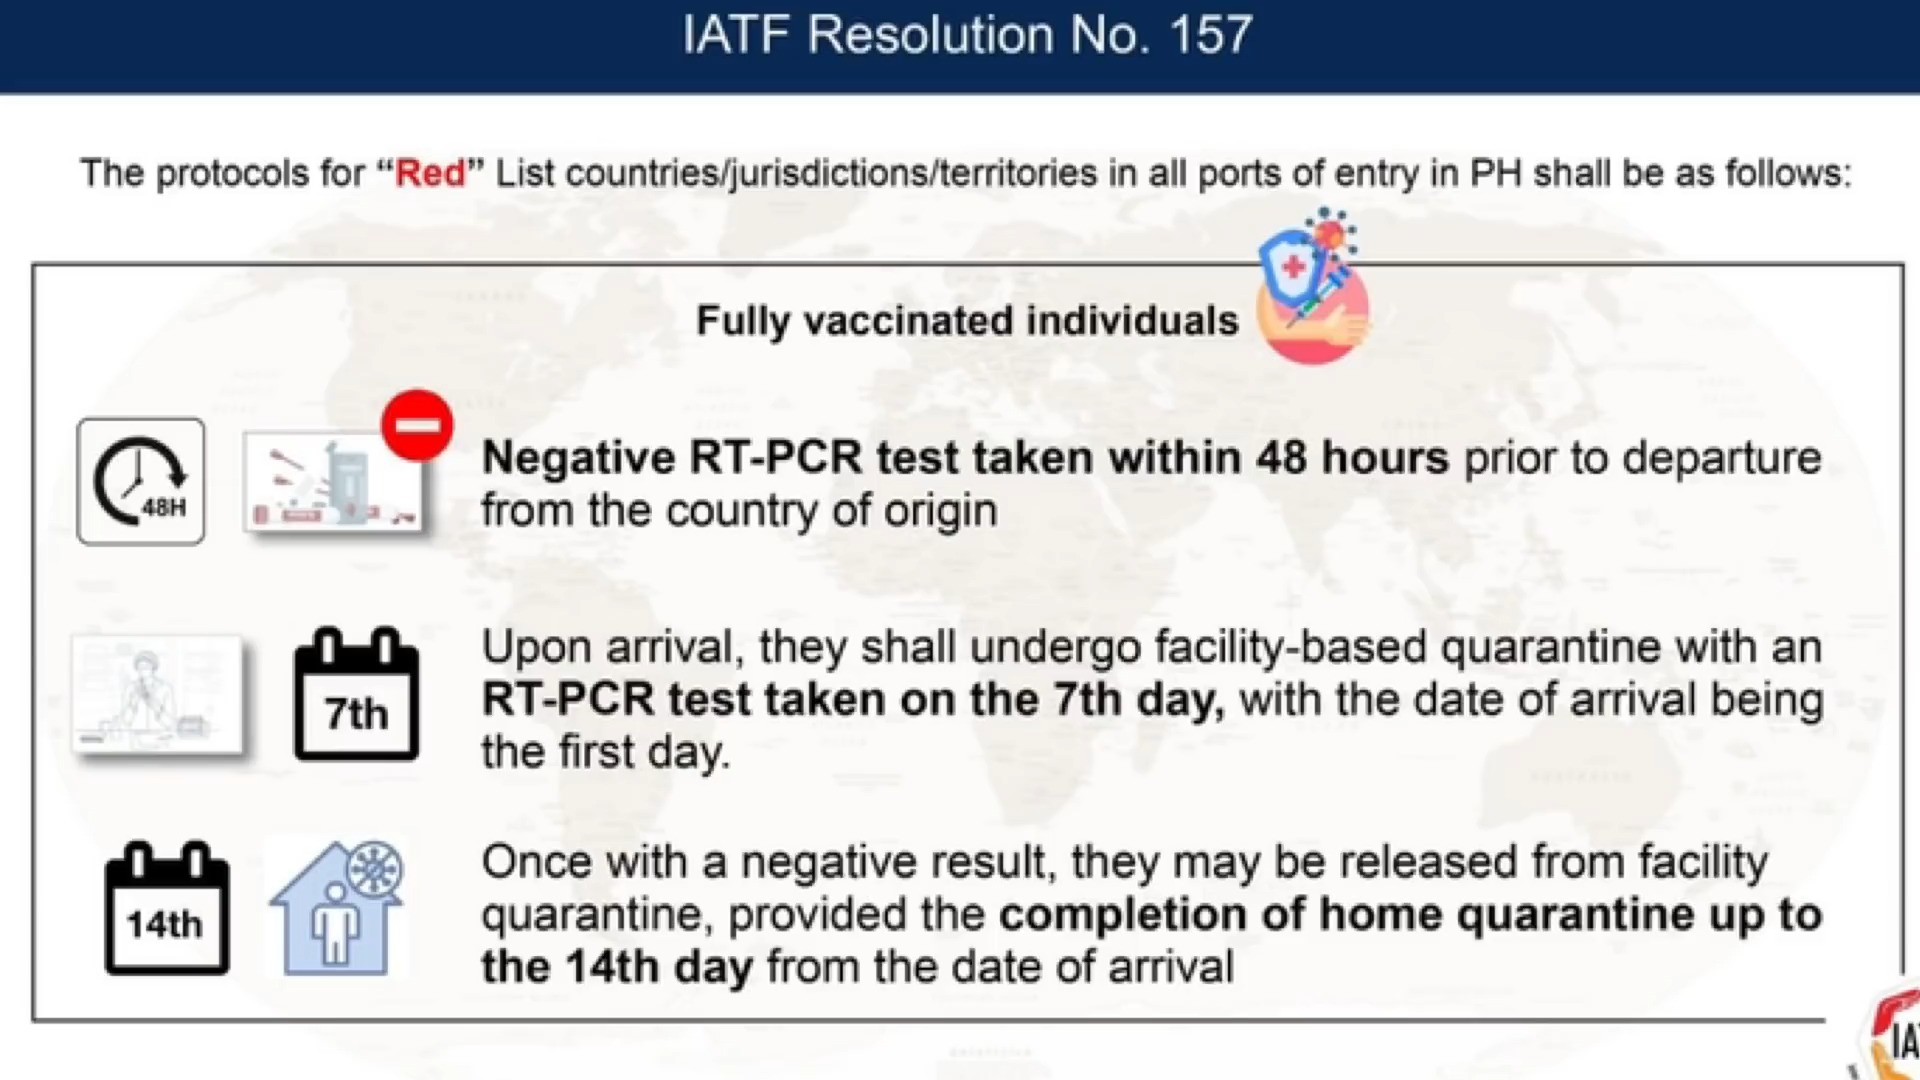 IATF Resolution No. 157
The protocols for “Red” List countries/jurisdictions/territories in all ports of entry in PH shall be as follows:
Fully vaccinated individuals
48H
Negative RT-PCR test taken within 48 hours prior to departure
from the country of origin
7th
Upon arrival, they shall undergo facility-based quarantine with an
RT-PCR test taken on the 7th day, with the date of arrival being
the first day.
14th
Once with a negative result, they may be released from facility
quarantine, provided the completion of home quarantine up to
the 14th day from the date of arrival
IA